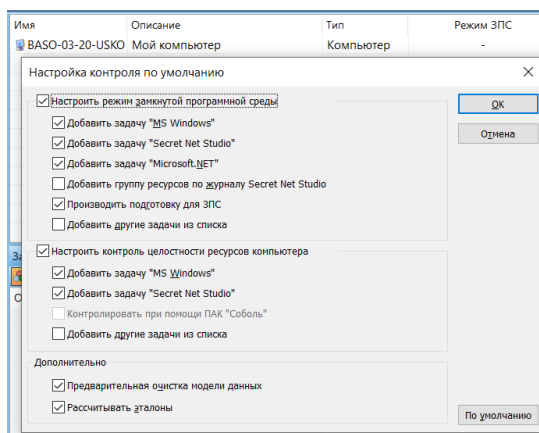 Имя Описание Тип Режим ЗПС
BASO-03-20-USKO Мой компьютер Компьютер -
Настройка контроля по умолчанию
Настроить режим замкнутой программной среды
OK
Добавить задачу "MS Windows"
Отмена
Добавить задачу "Secret Net Studio"
Добавить задачу "Microsoft.NET"
Добавить группу ресурсов по журналу Secret Net Studio
Производить подготовку для ЗПС
Добавить другие задачи из списка
Настроить контроль целостности ресурсов компьютера
Добавить задачу "MS Windows"
Добавить задачу "Secret Net Studio"
Контролировать при помощи ПАК "Соболь"
Добавить другие задачи из списка
Дополнительно
Предварительная очистка модели данных
Рассчитывать эталоны
По умолчанию